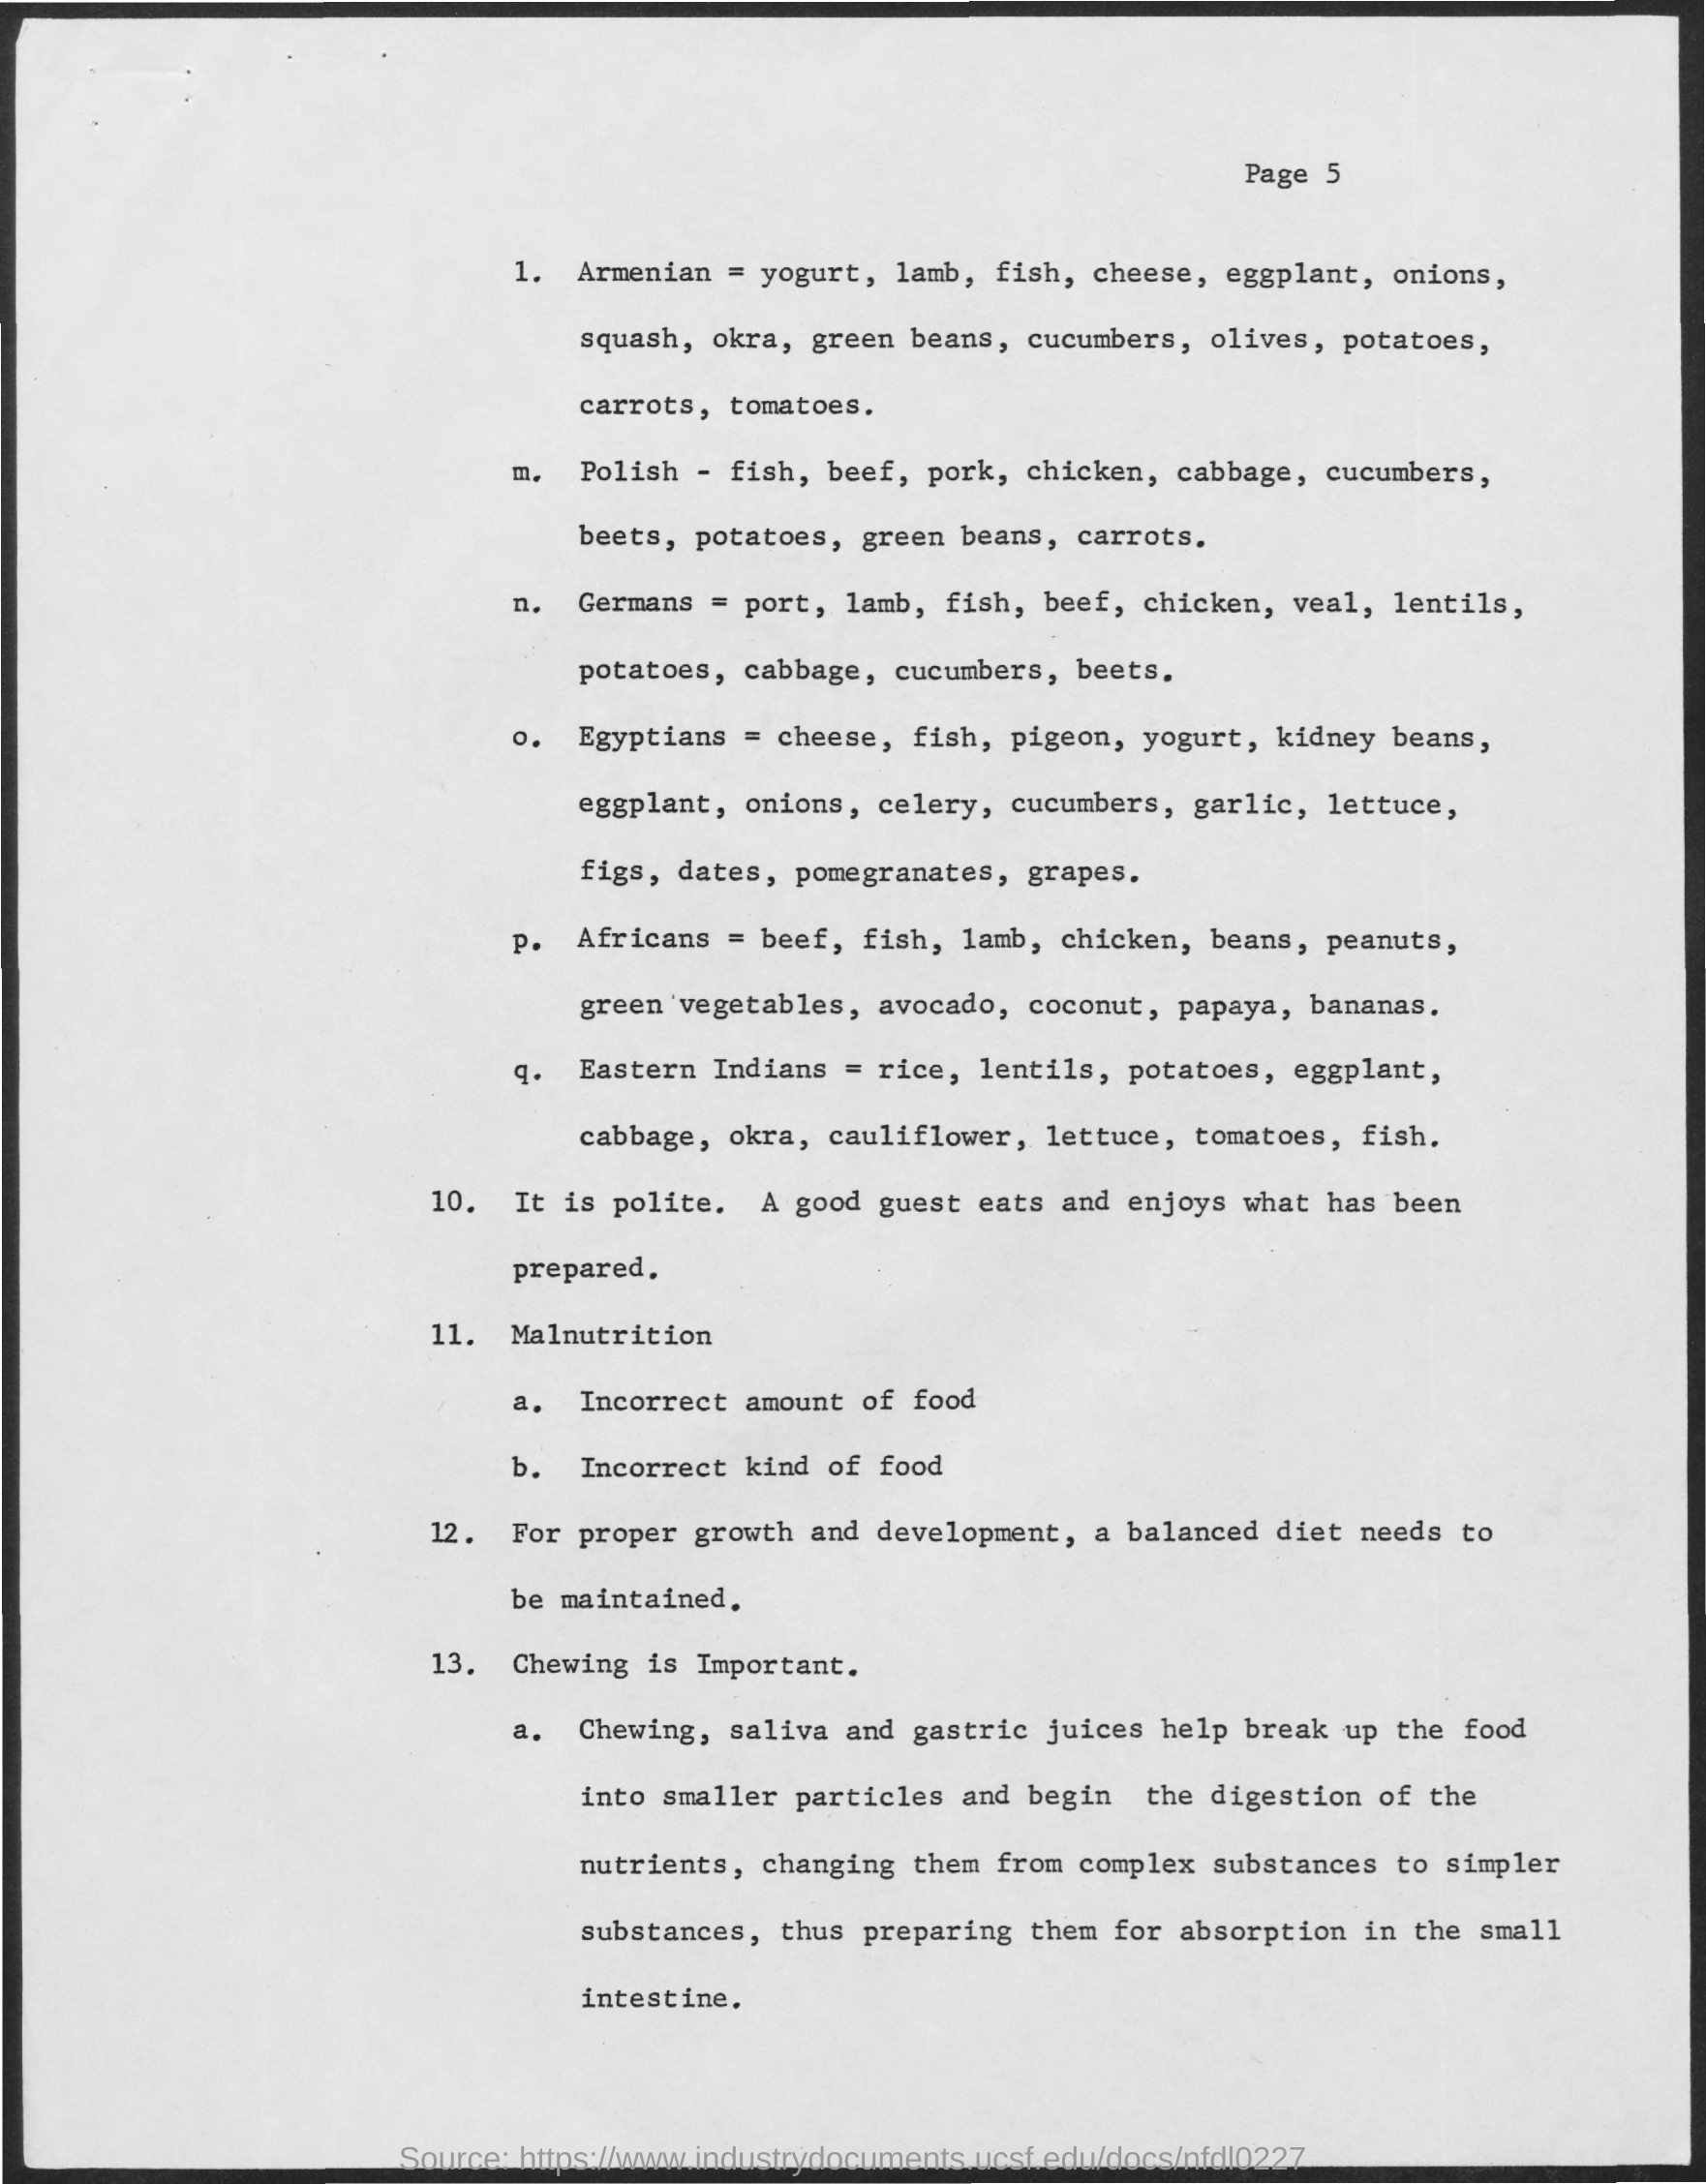 Page 5
l. Armenian = yogurt, lamb, fish, cheese, eggplant, onions,
squash, okra, green beans, cucumbers, olives, potatoes,
carrots, tomatoes.
m. Polish - fish, beef, pork, chicken, cabbage, cucumbers,
beets, potatoes, green beans, carrots.
n. Germans = port, lamb, fish, beef, chicken, veal, lentils,
potatoes, cabbage, cucumbers, beets.
o. Egyptians = cheese, fish, pigeon, yogurt, kidney beans,
eggplant, onions, celery, cucumbers, garlic, lettuce,
figs, dates, pomegranates, grapes.
p. Africans = beef, fish, lamb, chicken, beans, peanuts,
green vegetables, avocado, coconut, papaya, bananas.
q. Eastern Indians = rice, lentils, potatoes, eggplant,
cabbage, okra, cauliflower, lettuce, tomatoes, fish.
10. It is polite. A good guest eats and enjoys what has been
prepared.
11. Malnutrition
a. Incorrect amount of food
b. Incorrect kind of food
12. For proper growth and development, a balanced diet needs to
be maintained.
13. Chewing is Important.
a. Chewing, saliva and gastric juices help break up the food
into smaller particles and begin the digestion of the
nutrients, changing them from complex substances to simpler
substances, thus preparing them for absorption in the small
intestine.
Source: https://www.industrydocuments.ucsf.edu/docs/nfdl0227